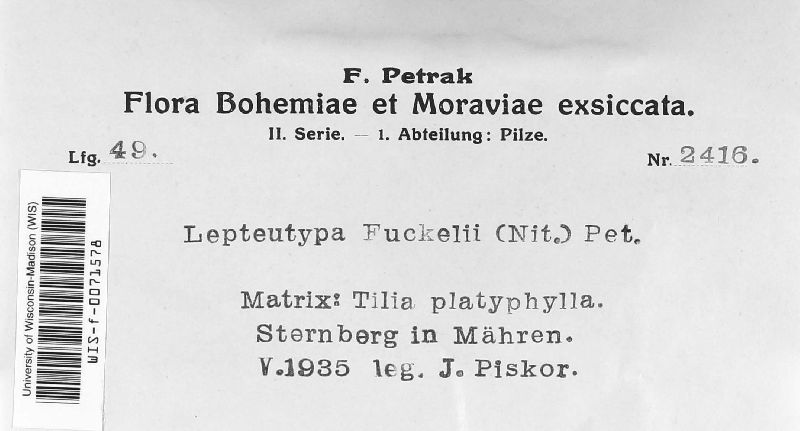 F. Petrak
Flora Bohemiae et Moraviae exsiccata.
II. Serie. — 1. Abteilung: Pilze.
Lfg. 49.
Nr. 2416.
Lepteutypa Fuckelii (Nit.) Pet.
Matrix: Tilia platyphylla.
Sternberg in Mähren.
V.1935 leg. J. Piskor.
University of Wisconsin-Madison (WIS)
WIS-f-0071578